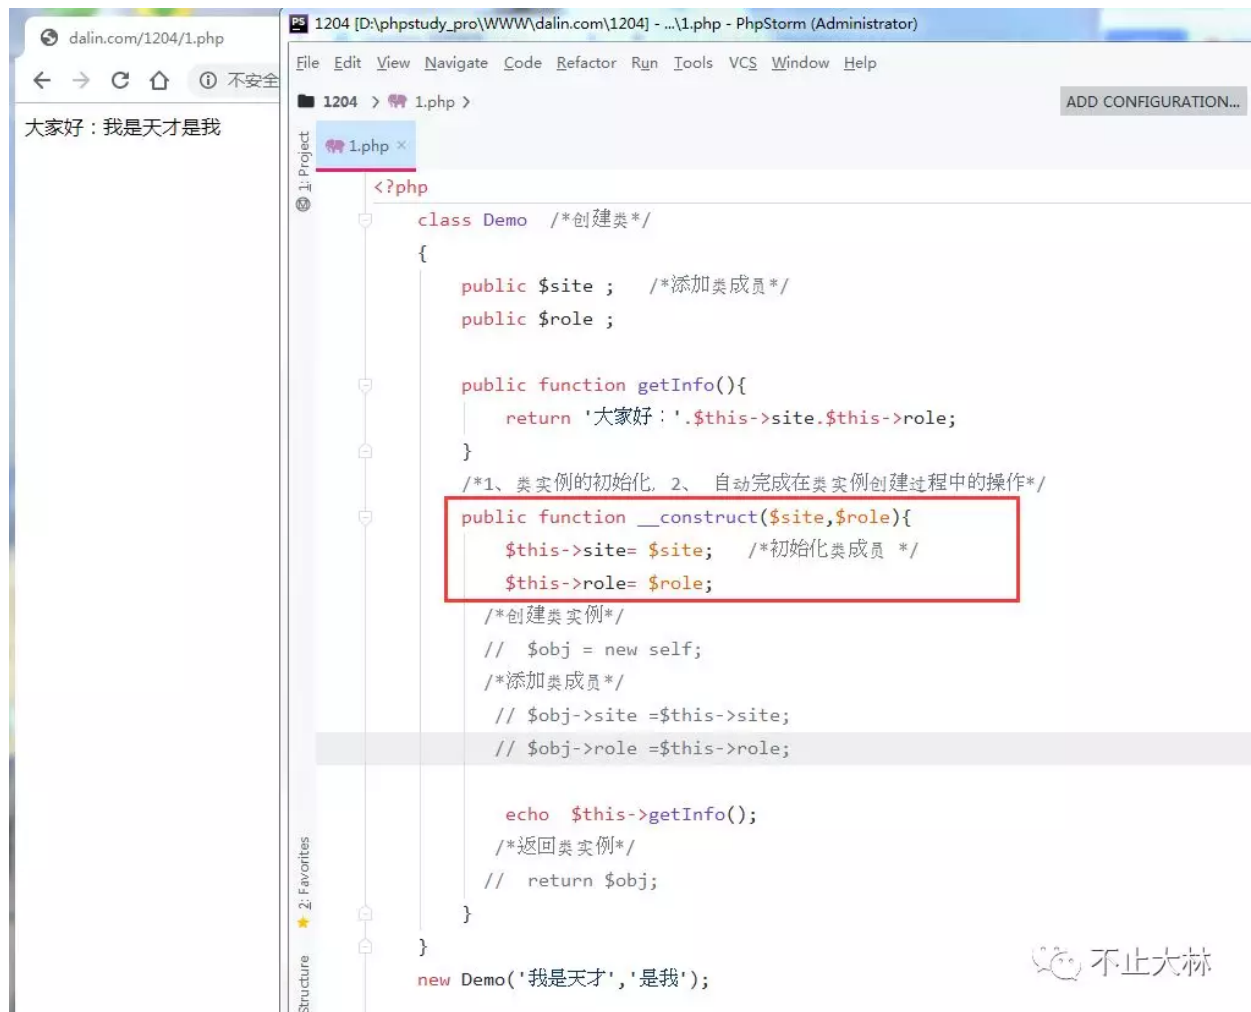 dalin.com/1204/1.php
不安全
大家好：我是天才是我
PS 1204 [D:\phpstudy_pro\WWW\dalin.com\1204] - ...\1.php - PhpStorm (Administrator)
File Edit View Navigate Code Refactor Run Tools VCS Window Help
1204 1.php
ADD CONFIGURATION...
1: Project
1.php
<?php
class Demo /*创建类*/
{
public $site ; /*添加类成员*/
public $role ;
public function getInfo(){
return '大家好：'.$this->site.$this->role;
}
/*1、类实例的初始化, 2、 自动完成在类实例创建过程中的操作*/
public function __construct($site,$role){
$this->site= $site; /*初始化类成员 */
$this->role= $role;
/*创建类实例*/
// $obj = new self;
/*添加类成员*/
// $obj->site =$this->site;
// $obj->role =$this->role;
echo $this->getInfo();
/*返回类实例*/
// return $obj;
}
}
new Demo('我是天才','是我');
2: Favorites
Structure
不止大林